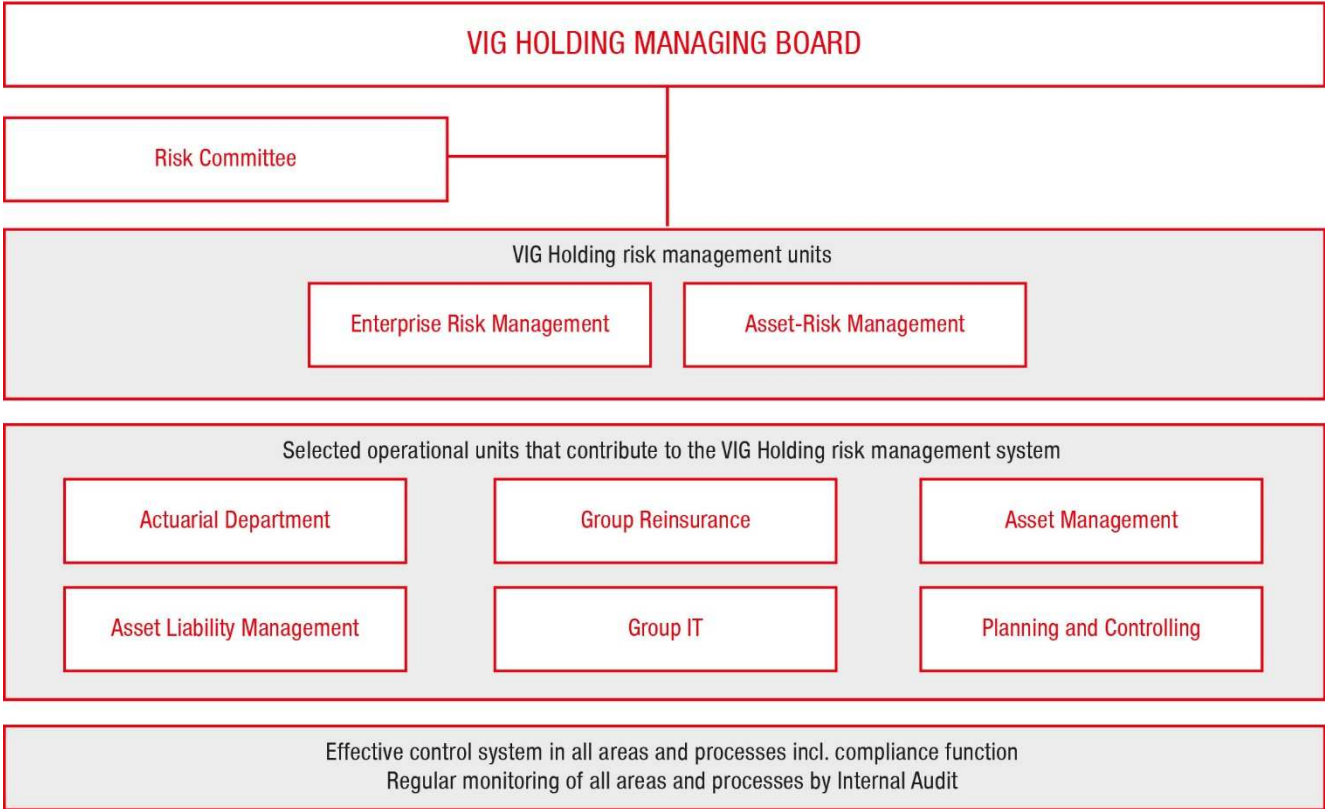 VIG HOLDING MANAGING BOARD
Risk Committee
VIG Holding risk management units
Enterprise Risk Management
Asset-Risk Management
Selected operational units that contribute to the VIG Holding risk management system
Actuarial Department
Group Reinsurance
Asset Management
Asset Liability Management
Group IT
Planning and Controlling
Effective control system in all areas and processes incl. compliance function
Regular monitoring of all areas and processes by Internal Audit